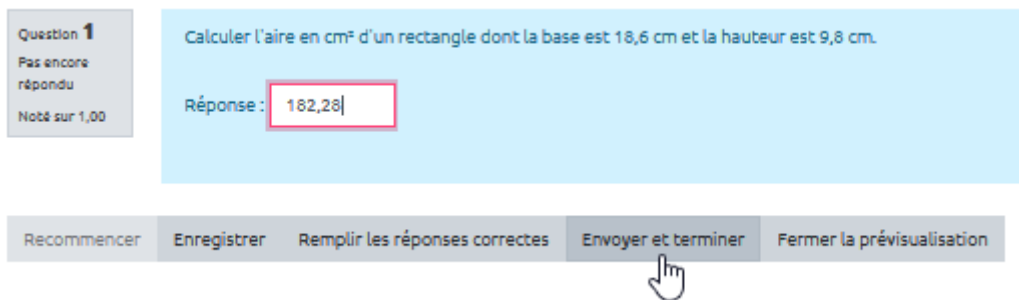 Question 1
Pas encore
répondu
Noté sur 1,00
Calculer l'aire en cm² d'un rectangle dont la base est 18,6 cm et la hauteur est 9,8 cm.
Réponse : 182,28
Recommencer Enregistrer Remplir les réponses correctes Envoyer et terminer Fermer la prévisualisation